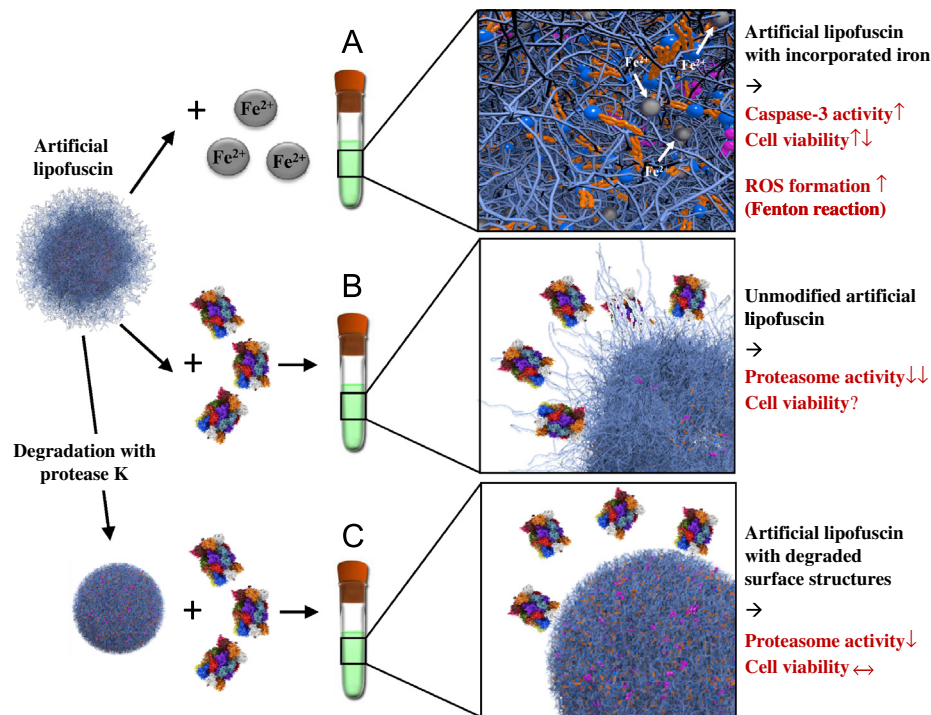 A
+
Fe²⁺
Fe²⁺
Fe²⁺
Fe²⁺
Fe²⁺
Fe²⁺
Artificial lipofuscin
with incorporated iron
→
Caspase-3 activity↑
Cell viability↑↓
ROS formation ↑
(Fenton reaction)
Artificial
lipofuscin
B
+
Unmodified artificial
lipofuscin
→
Proteasome activity↓↓
Cell viability?
Degradation with
protease K
C
+
Artificial lipofuscin
with degraded
surface structures
→
Proteasome activity↓
Cell viability↔